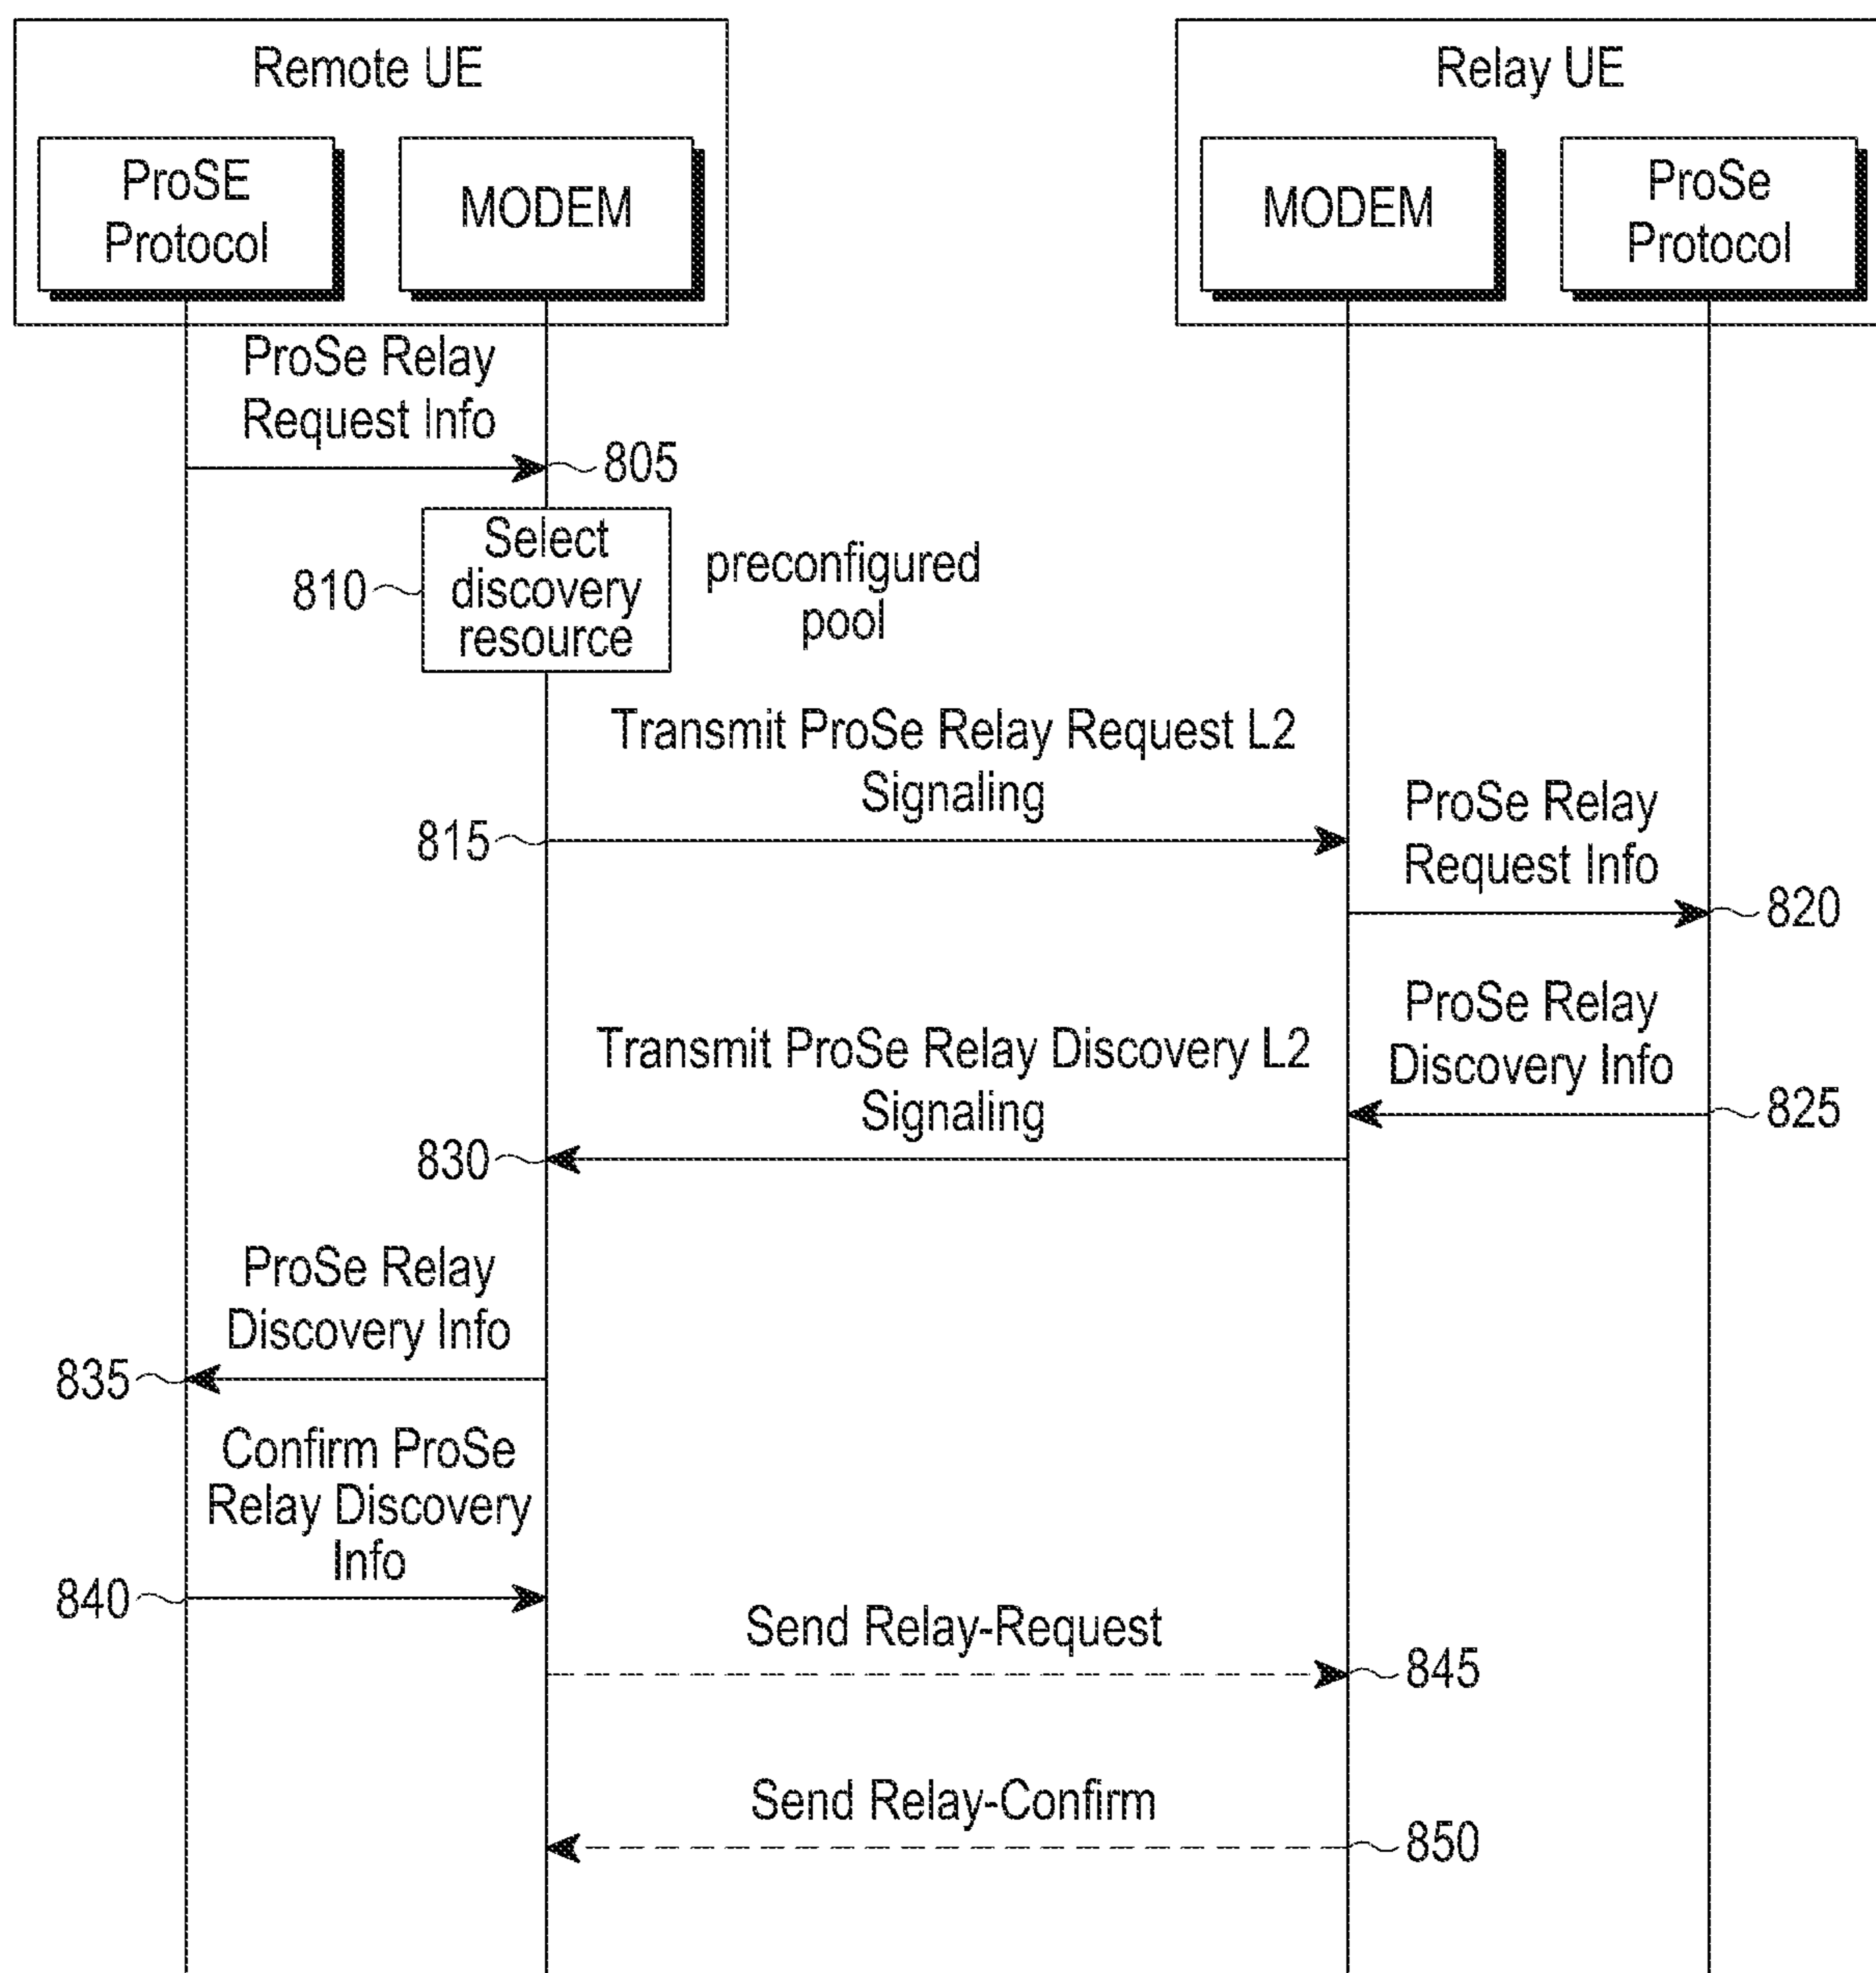 Remote UE
Relay UE
ProSE
Protocol
MODEM
MODEM
ProSe
Protocol
ProSe Relay
Request Info
805
Select
discovery
resource
810
preconfigured
pool
Transmit ProSe Relay Request L2
Signaling
815
ProSe Relay
Request Info
820
ProSe Relay
Discovery Info
825
Transmit ProSe Relay Discovery L2
Signaling
830
ProSe Relay
Discovery Info
835
Confirm ProSe
Relay Discovery
Info
840
Send Relay-Request
845
Send Relay-Confirm
850